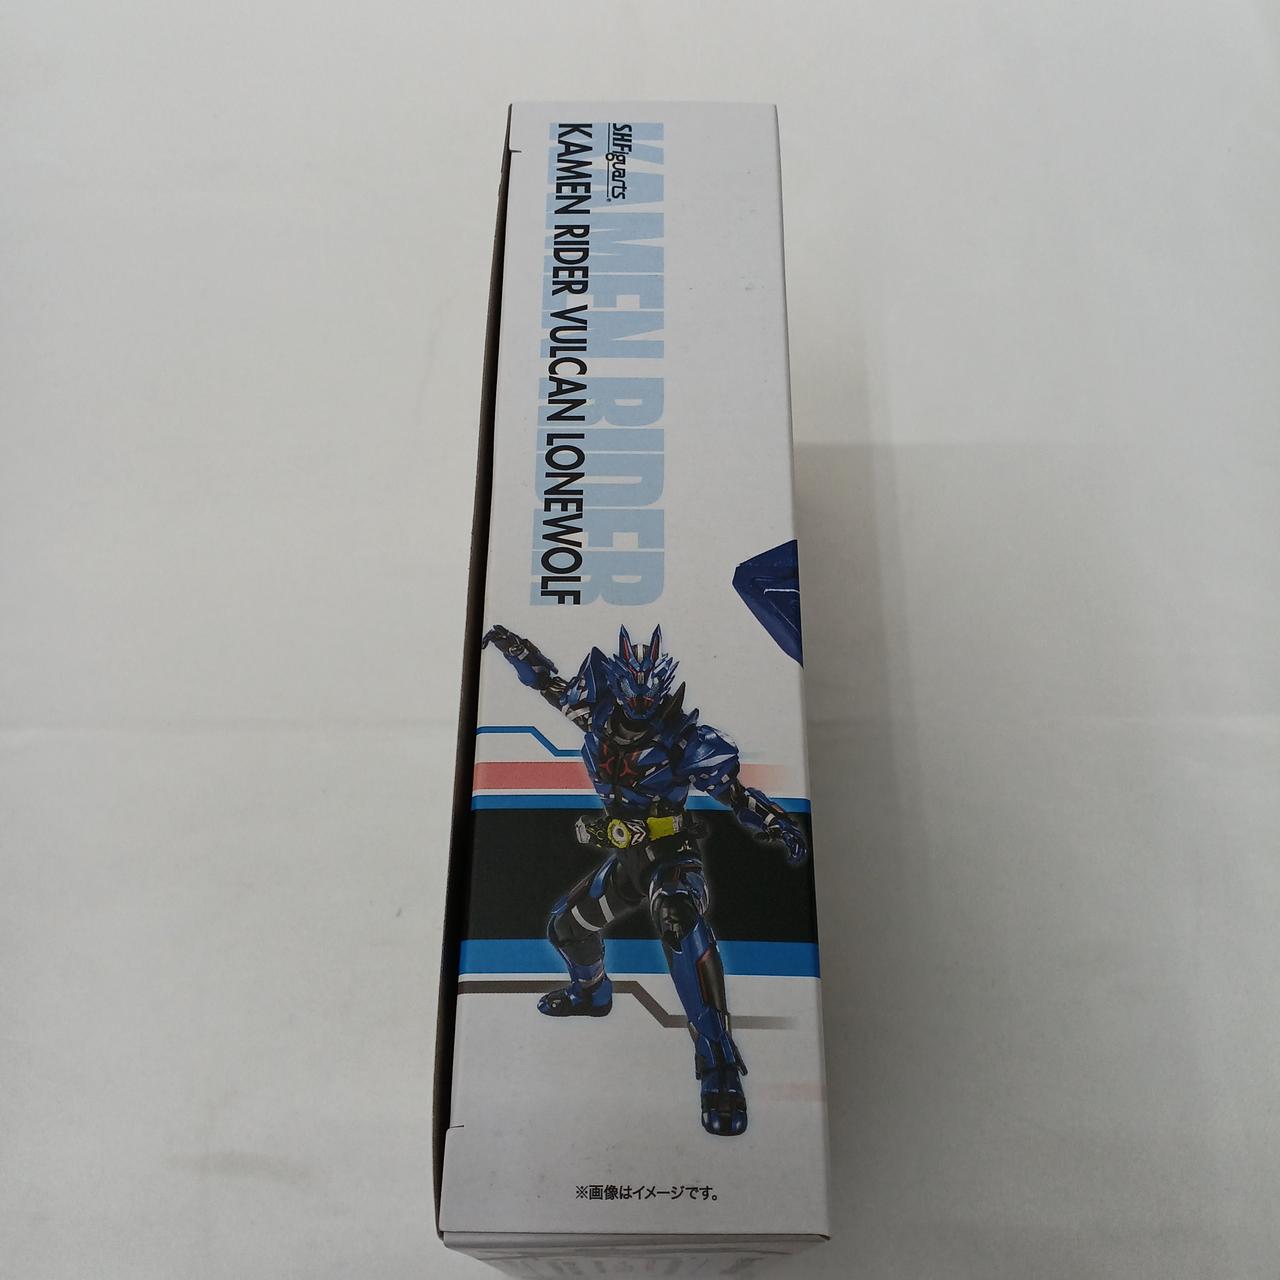 S.H.Figuarts®
KAMEN RIDER
KAMEN RIDER VULCAN LONEWOLF
※画像はイメージです。